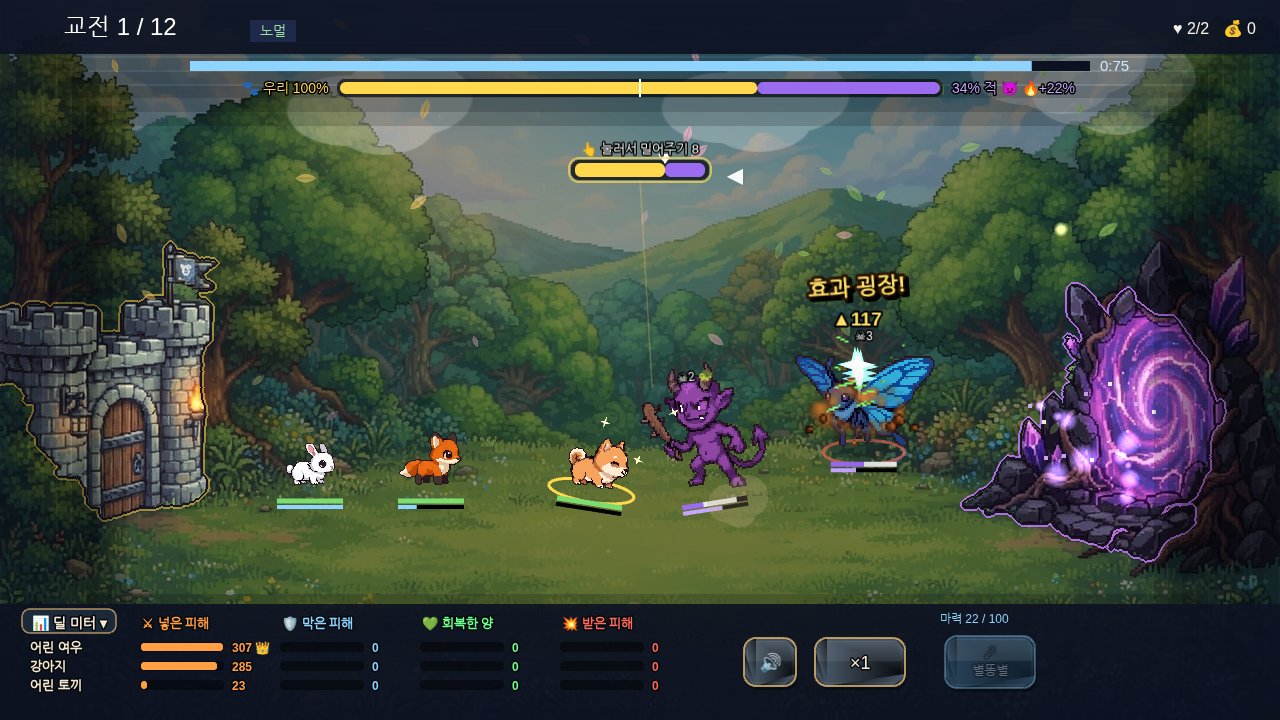 교전 1 / 12
노멀
♥ 2/2 💰 0
0:75
🐾 우리 100%
34% 적 😈 🔥+22%
👆 눌러서 밀어주기 8
효과 굉장!
▲117
☠3
☠2
마력 22 / 100
📊 딜 미터 ▾
⚔ 넣은 피해
🛡️ 막은 피해
💚 회복한 양
💥 받은 피해
어린 여우 307 👑 0 0 0
강아지 285 0 0 0
어린 토끼 23 0 0 0
×1
별똥별